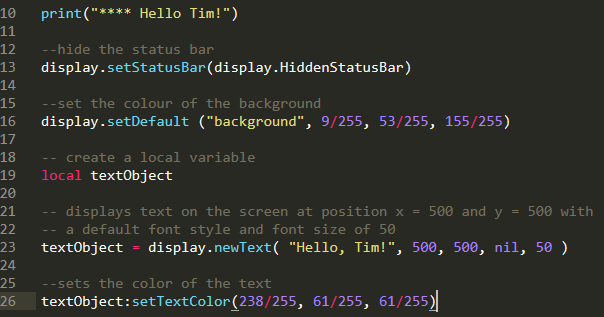 10 print("**** Hello Tim!")
11
12 --hide the status bar
13 display.setStatusBar(display.HiddenStatusBar)
14
15 --set the colour of the background
16 display.setDefault ("background", 9/255, 53/255, 155/255)
17
18 -- create a local variable
19 local textObject
20
21 -- displays text on the screen at position x = 500 and y = 500 with
22 -- a default font style and font size of 50
23 textObject = display.newText( "Hello, Tim!", 500, 500, nil, 50 )
24
25 --sets the color of the text
26 textObject:setTextColor(238/255, 61/255, 61/255)